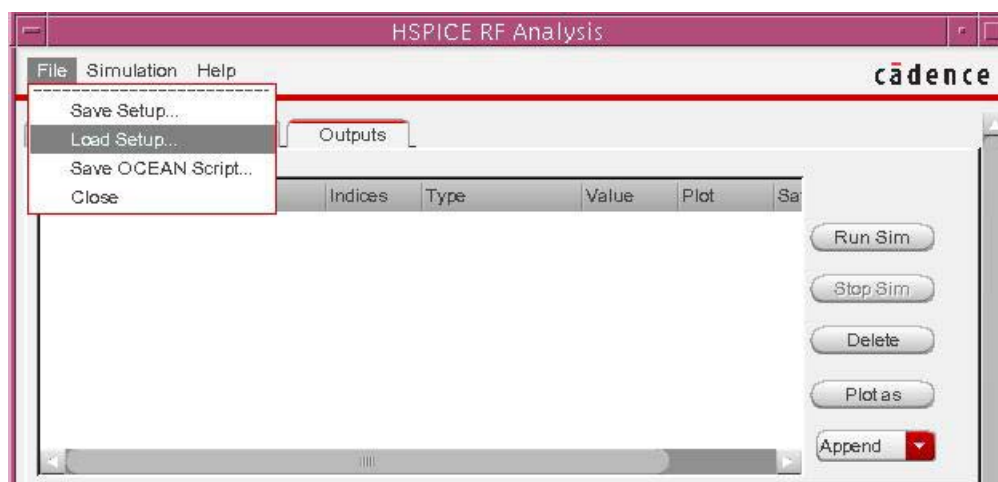 HSPICE RF Analysis
File Simulation Help
cādence
Save Setup...
Load Setup...
Save OCEAN Script...
Close
Outputs
Indices Type Value Plot Sa
Run Sim
Stop Sim
Delete
Plot as
Append